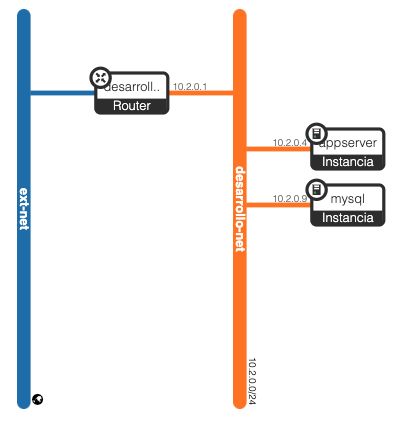 ext-net
desarroll..
Router
10.2.0.1
desarrollo-net
10.2.0.0/24
10.2.0.4
appserver
Instancia
10.2.0.9
mysql
Instancia